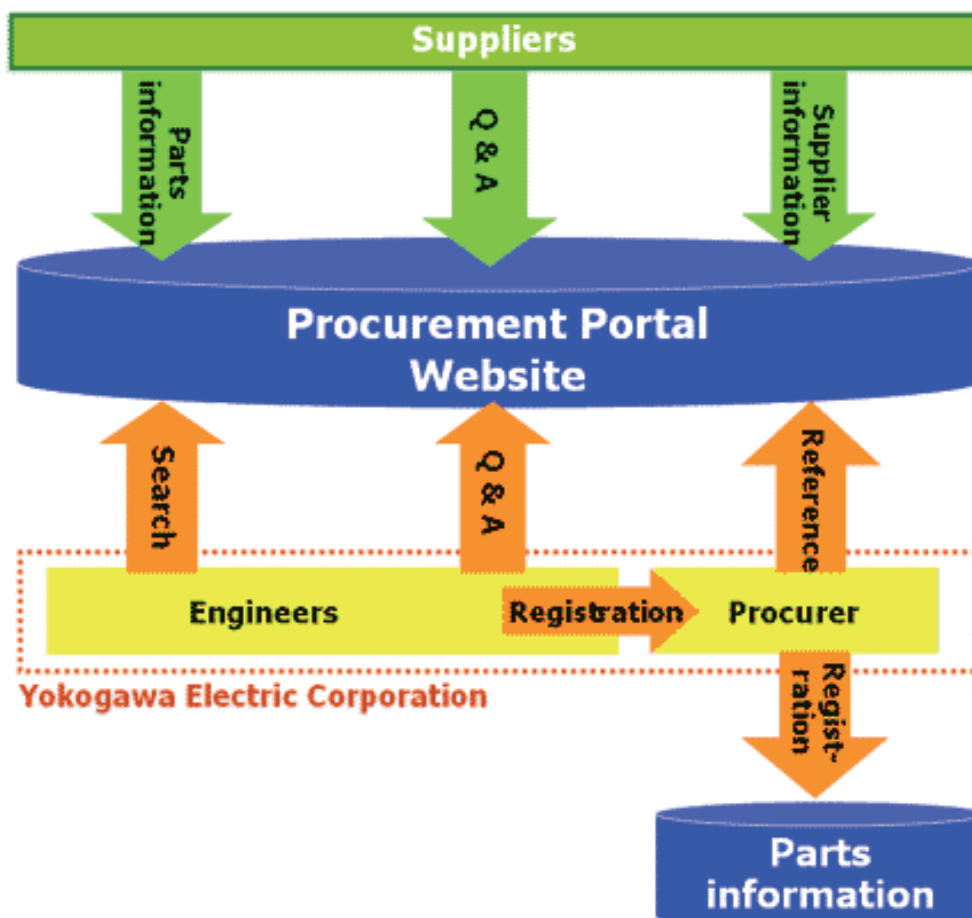 Suppliers
Parts
information
Q & A
Supplier
information
Procurement Portal
Website
Search
Q & A
Reference
Engineers
Registration
Procurer
Yokogawa Electric Corporation
Regist-
ration
Parts
information